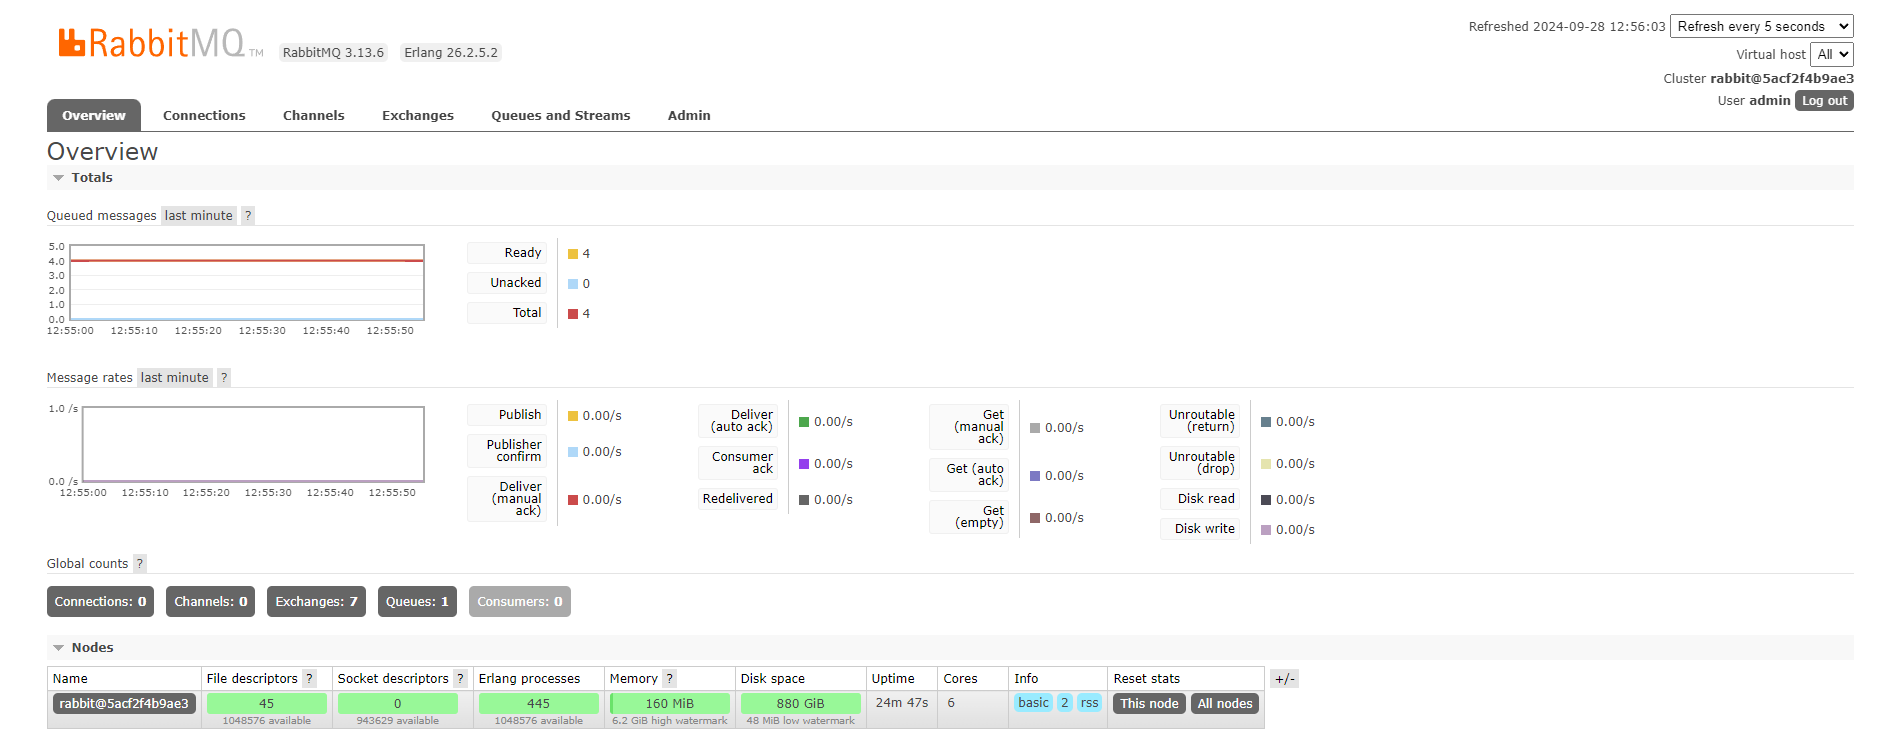 RabbitMQ TM RabbitMQ 3.13.6 Erlang 26.2.5.2
Refreshed 2024-09-28 12:56:03 Refresh every 5 seconds
Virtual host All
Cluster rabbit@5acf2f4b9ae3
User admin Log out
Overview Connections Channels Exchanges Queues and Streams Admin
Overview
Totals
Queued messages last minute ?
5.0
4.0
3.0
2.0
1.0
0.0
12:55:00 12:55:10 12:55:20 12:55:30 12:55:40 12:55:50
Ready 4
Unacked 0
Total 4
Message rates last minute ?
1.0 /s
0.0 /s
12:55:00 12:55:10 12:55:20 12:55:30 12:55:40 12:55:50
Publish 0.00/s
Publisher
confirm 0.00/s
Deliver
(manual
ack) 0.00/s
Deliver
(auto ack) 0.00/s
Consumer
ack 0.00/s
Redelivered 0.00/s
Get
(manual
ack) 0.00/s
Get (auto
ack) 0.00/s
Get
(empty) 0.00/s
Unroutable
(return) 0.00/s
Unroutable
(drop) 0.00/s
Disk read 0.00/s
Disk write 0.00/s
Global counts ?
Connections: 0 Channels: 0 Exchanges: 7 Queues: 1 Consumers: 0
Nodes
Name File descriptors ? Socket descriptors ? Erlang processes Memory ? Disk space Uptime Cores Info Reset stats +/-
rabbit@5acf2f4b9ae3 45 0 445 160 MiB 880 GiB 24m 47s 6 basic 2 rss This node All nodes
1048576 available 943629 available 1048576 available 6.2 GiB high watermark 48 MiB low watermark